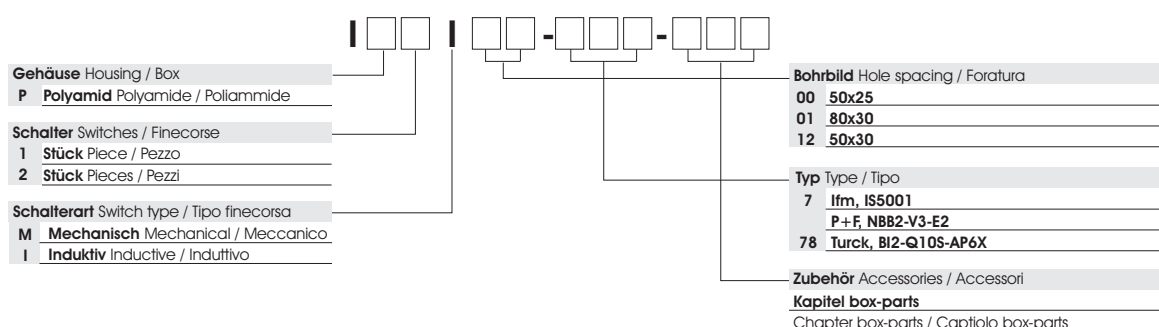 I I - -
Gehäuse Housing / Box
P Polyamid Polyamide / Poliammide
Schalter Switches / Finecorse
1 Stück Piece / Pezzo
2 Stück Pieces / Pezzi
Schalterart Switch type / Tipo finecorsa
M Mechanisch Mechanical / Meccanico
I Induktiv Inductive / Induttivo
Bohrbild Hole spacing / Foratura
00 50x25
01 80x30
12 50x30
Typ Type / Tipo
7 Ifm, IS5001
P+F, NBB2-V3-E2
78 Turck, BI2-Q10S-AP6X
Zubehör Accessories / Accessori
Kapitel box-parts
Chapter box-parts / Captiolo box-parts